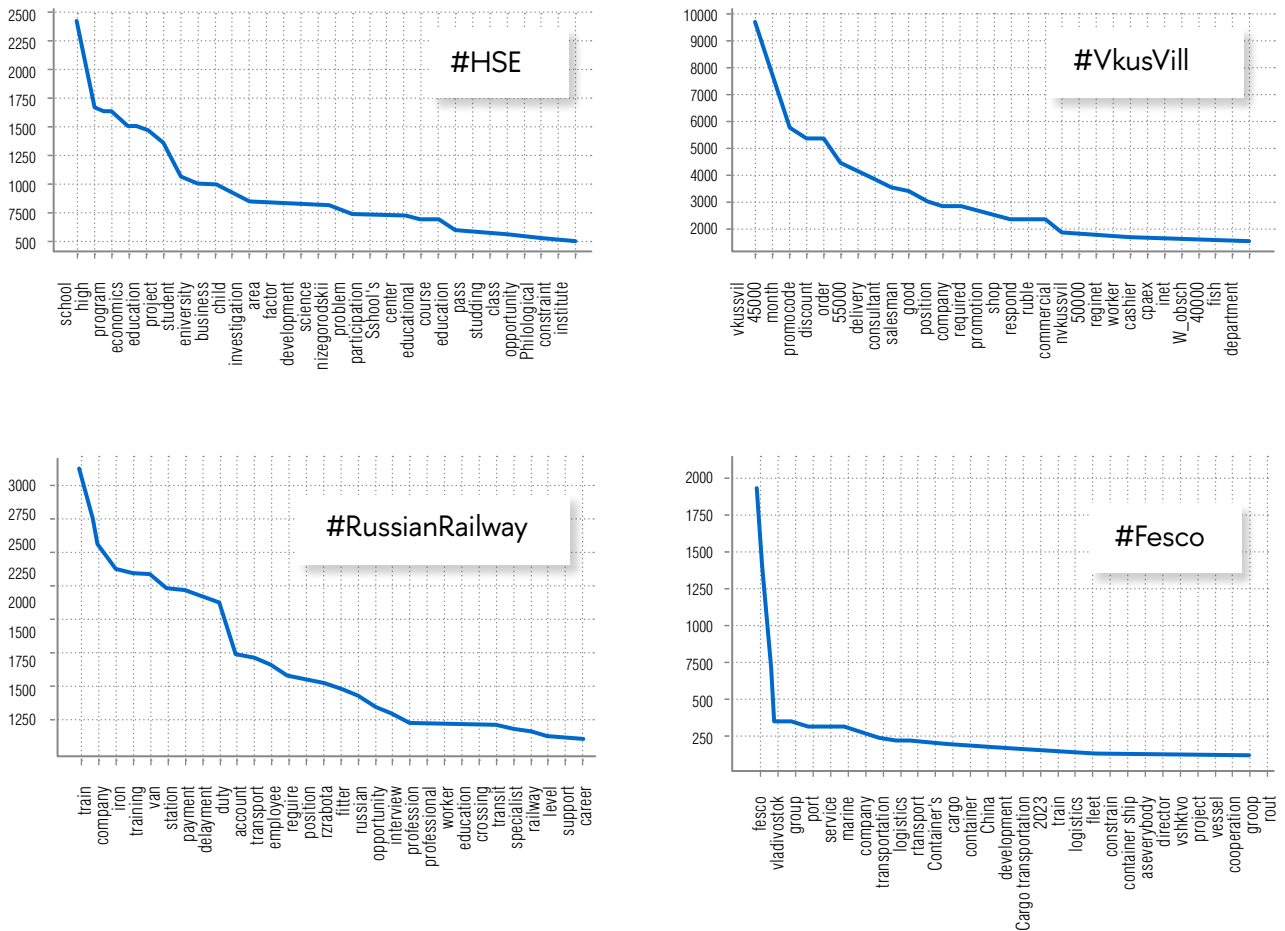 #HSE
2500
2250
2000
1750
1500
1250
1000
7500
500
school
high
program
economics
education
project
student
eniversity
business
child
investigation
area
factor
development
science
nizegorodskii
problem
participation
Sshool's
center
educational
course
education
pass
studding
class
opportunity
Philological
constraint
institute
#VkusVill
10000
9000
8000
7000
6000
5000
4000
3000
2000
vkussvil
45000
month
promocode
discount
order
55000
delivery
consultant
salesman
good
position
company
required
promotion
shop
respond
ruble
commercial
nvkussvil
50000
reginet
worker
cashier
cpaex
inet
W_obsch
40000
fish
department
#RussianRailway
3000
2750
2500
2250
2000
1500
1750
1500
1250
train
company
iron
training
van
station
payment
delayment
duty
account
transport
employee
reguire
position
rzrabota
fitter
russian
opportunity
interview
profession
professional
worker
education
crossing
transit
specialist
railway
level
support
career
#Fesco
2000
1750
1500
1250
1000
7500
500
250
fesco
vladivostok
group
port
service
marine
company
transportation
logistics
rtansport
Container's
cargo
container
China
development
Cargo transportation
2023
train
logistics
fleet
constrain
container ship
aseverybody
director
vshktvo
project
vessel
cooperation
groop
rout